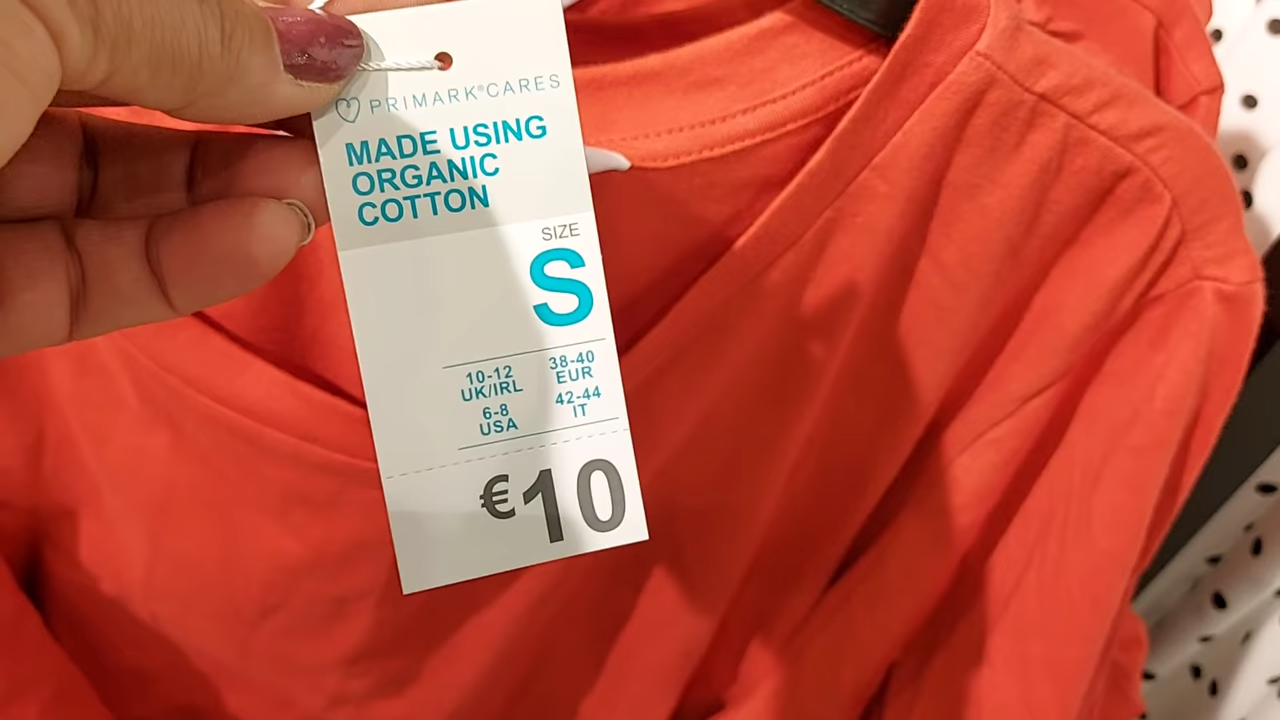 PRIMARK®CARES
MADE USING
ORGANIC
COTTON
SIZE
S
10-12
UK/IRL
38-40
EUR
6-8
USA
42-44
IT
€10